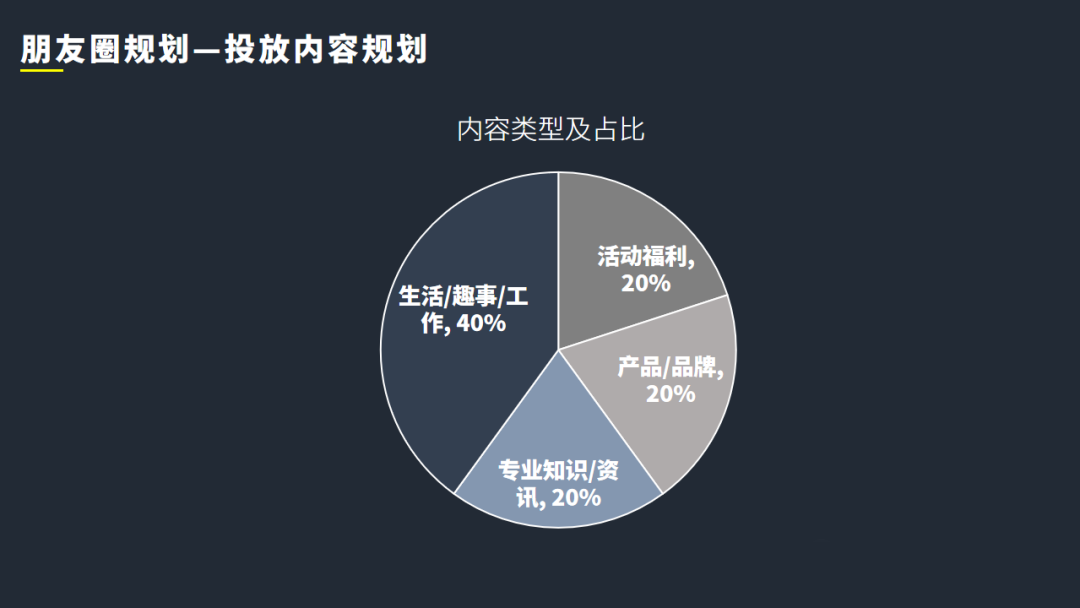 朋友圈规划—投放内容规划
内容类型及占比
活动福利,
20%
生活/趣事/工
作, 40%
产品/品牌,
20%
专业知识/资
讯, 20%